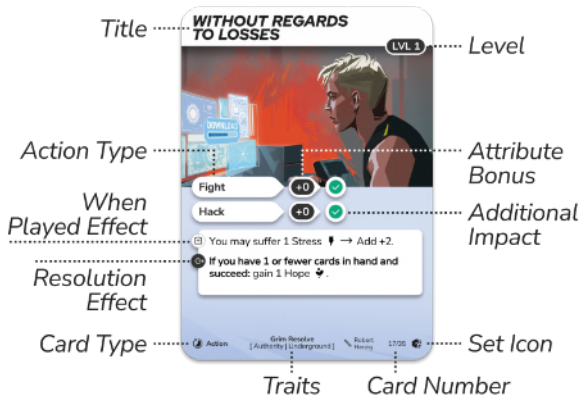 Title
WITHOUT REGARDS
TO LOSSES
LVL 1
Level
DOWNLOAD
Action Type
Attribute
Bonus
Fight +0
Hack +0
When
Played Effect
Additional
Impact
You may suffer 1 Stress → Add +2.
If you have 1 or fewer cards in hand and
succeed: gain 1 Hope .
Resolution
Effect
Card Type
Action
Grim Resolve
[ Authority | Underground ]
Robert
17/35
Set Icon
Traits
Card Number